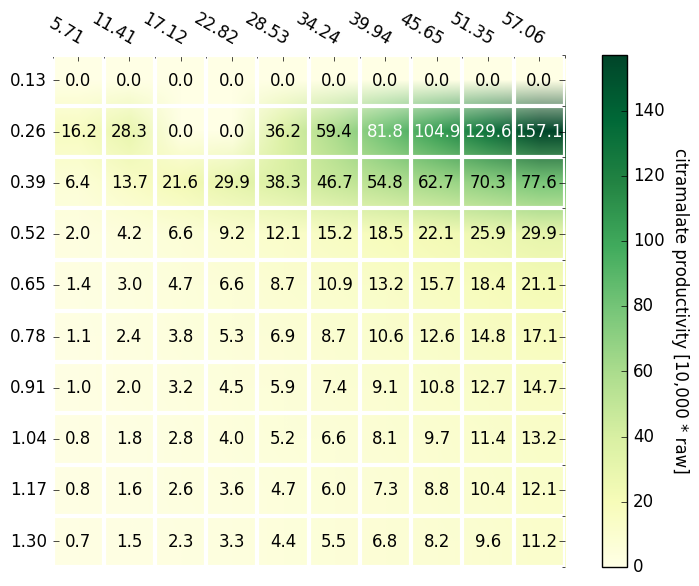 5.71 11.41 17.12 22.82 28.53 34.24 39.94 45.65 51.35 57.06
0.13 0.0 0.0 0.0 0.0 0.0 0.0 0.0 0.0 0.0 0.0
0.26 16.2 28.3 0.0 0.0 36.2 59.4 81.8 104.9 129.6 157.1
0.39 6.4 13.7 21.6 29.9 38.3 46.7 54.8 62.7 70.3 77.6
0.52 2.0 4.2 6.6 9.2 12.1 15.2 18.5 22.1 25.9 29.9
0.65 1.4 3.0 4.7 6.6 8.7 10.9 13.2 15.7 18.4 21.1
0.78 1.1 2.4 3.8 5.3 6.9 8.7 10.6 12.6 14.8 17.1
0.91 1.0 2.0 3.2 4.5 5.9 7.4 9.1 10.8 12.7 14.7
1.04 0.8 1.8 2.8 4.0 5.2 6.6 8.1 9.7 11.4 13.2
1.17 0.8 1.6 2.6 3.6 4.7 6.0 7.3 8.8 10.4 12.1
1.30 0.7 1.5 2.3 3.3 4.4 5.5 6.8 8.2 9.6 11.2
140
120
100
80
60
40
20
0
citramalate productivity [10,000 * raw]